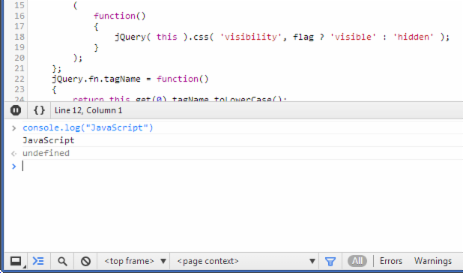 15 (
16 function()
17 {
18 jQuery( this ).css( 'visibility', flag ? 'visible' : 'hidden' );
19 }
20 );
21 };
22 jQuery.fn.tagName = function()
23 {
24 return this.get(0).tagName.toLowerCase();
{} Line 12, Column 1
> console.log("JavaScript")
JavaScript
< undefined
>
<top frame> ▼ <page context> ▼ All Errors Warnings